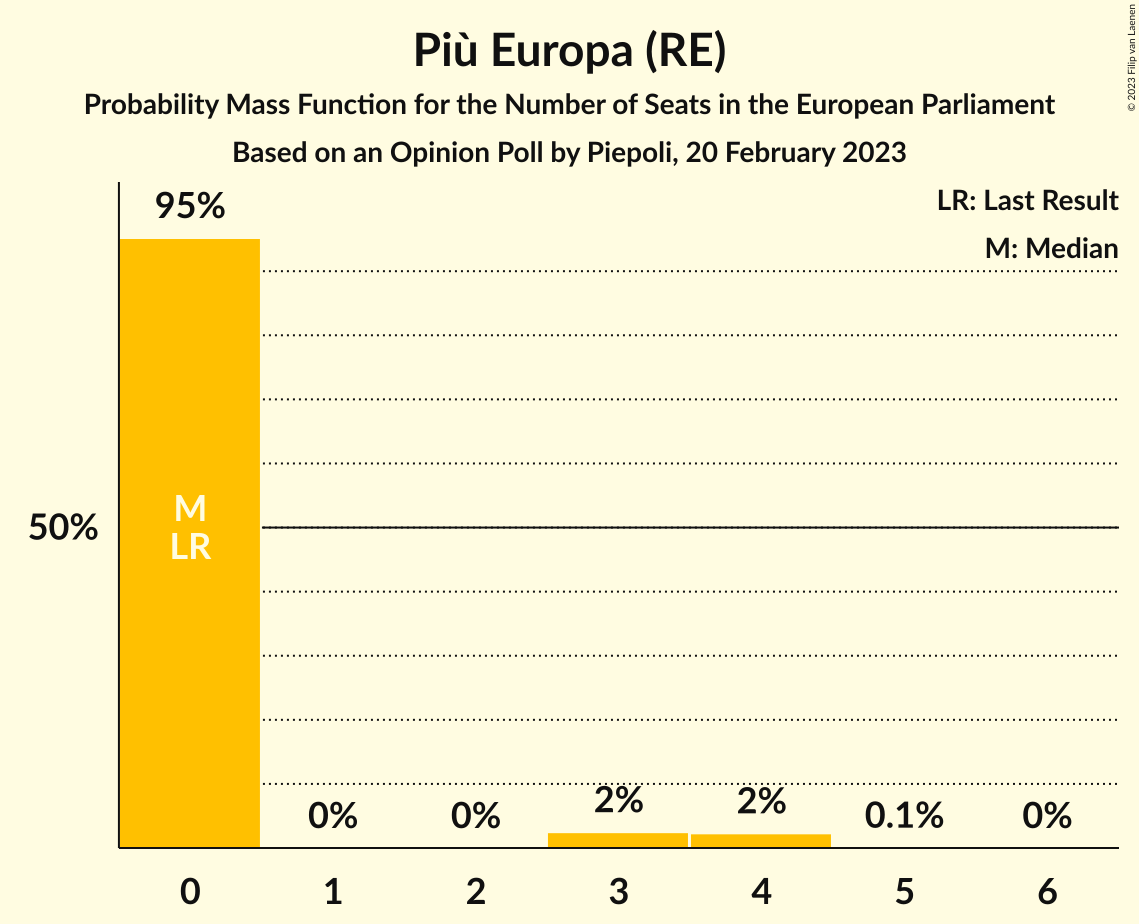 Più Europa (RE)
Probability Mass Function for the Number of Seats in the European Parliament
Based on an Opinion Poll by Piepoli, 20 February 2023
© 2023 Filip van Laenen
LR: Last Result
M: Median
95%
50%
M
LR
0%
0%
2%
2%
0.1%
0%
0 1 2 3 4 5 6